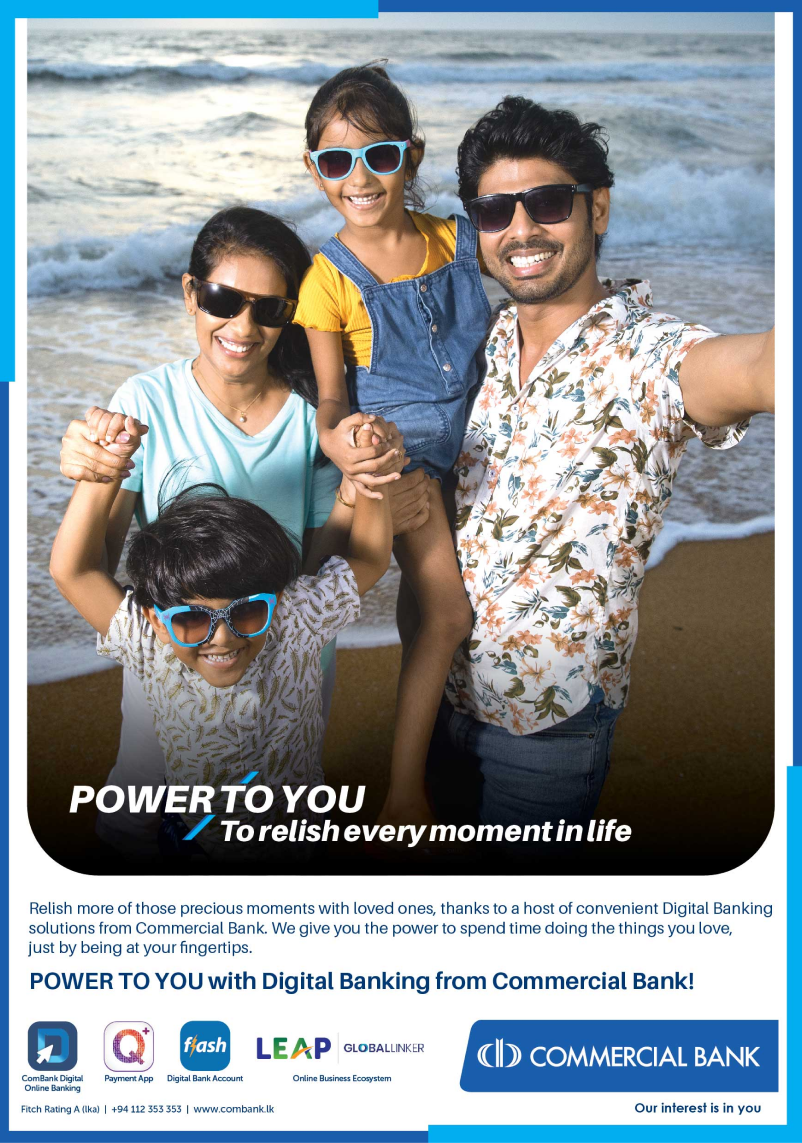 POWER TO YOU
To relish every moment in life
Relish more of those precious moments with loved ones, thanks to a host of convenient Digital Banking
solutions from Commercial Bank. We give you the power to spend time doing the things you love,
just by being at your fingertips.
POWER TO YOU with Digital Banking from Commercial Bank!
Q+
flash
LEAP GLOBALLINKER
COMMERCIAL BANK
ComBank Digital
Online Banking
Payment App
Digital Bank Account
Online Business Ecosystem
Fitch Rating A (lka) | +94 112 353 353 | www.combank.lk
Our interest is in you